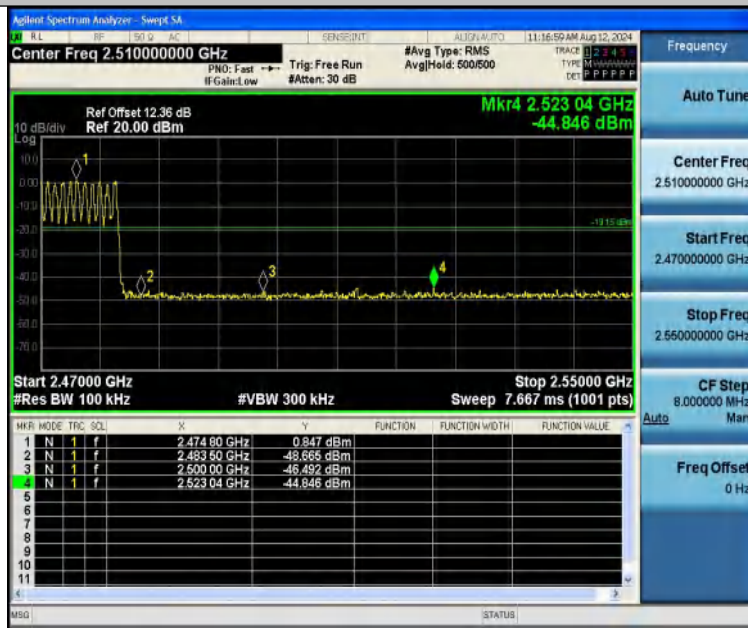 Agilent Spectrum Analyzer - Swept SA
RL RF 50 Ω AC SENSE:INT ALIGN AUTO 11:16:59 AM Aug 12, 2024
Center Freq 2.510000000 GHz
PNO: Fast
IFGain:Low
Trig: Free Run
#Atten: 30 dB
#Avg Type: RMS
Avg|Hold: 500/500
TRACE 1 2 3 4 5 6
TYPE M
DET P P P P P P
Mkr4 2.523 04 GHz
-44.846 dBm
Ref Offset 12.36 dB
10 dB/div Ref 20.00 dBm
Log
10.0
0.00
-10.0
-20.0
-30.0
-40.0
-50.0
-60.0
-70.0
1
2
3
4
-19.15 dBm
Start 2.47000 GHz Stop 2.55000 GHz
#Res BW 100 kHz #VBW 300 kHz Sweep 7.667 ms (1001 pts)
MKR MODE TRC SCL X Y FUNCTION FUNCTION WIDTH FUNCTION VALUE
1 N 1 f 2.474 80 GHz 0.847 dBm
2 N 1 f 2.483 50 GHz -48.665 dBm
3 N 1 f 2.500 00 GHz -46.492 dBm
4 N 1 f 2.523 04 GHz -44.846 dBm
5
6
7
8
9
10
11
MSG STATUS
Frequency
Auto Tune
Center Freq
2.510000000 GHz
Start Freq
2.470000000 GHz
Stop Freq
2.550000000 GHz
CF Step
8.000000 MHz
Auto Man
Freq Offset
0 Hz